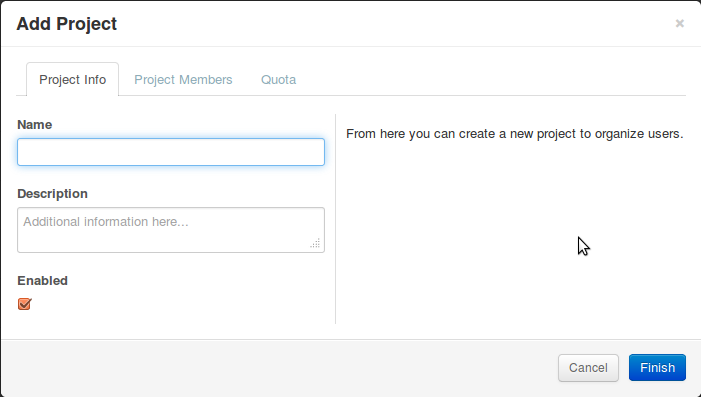 Add Project
×
Project Info Project Members Quota
Name
From here you can create a new project to organize users.
Description
Additional information here...
Enabled
Cancel Finish